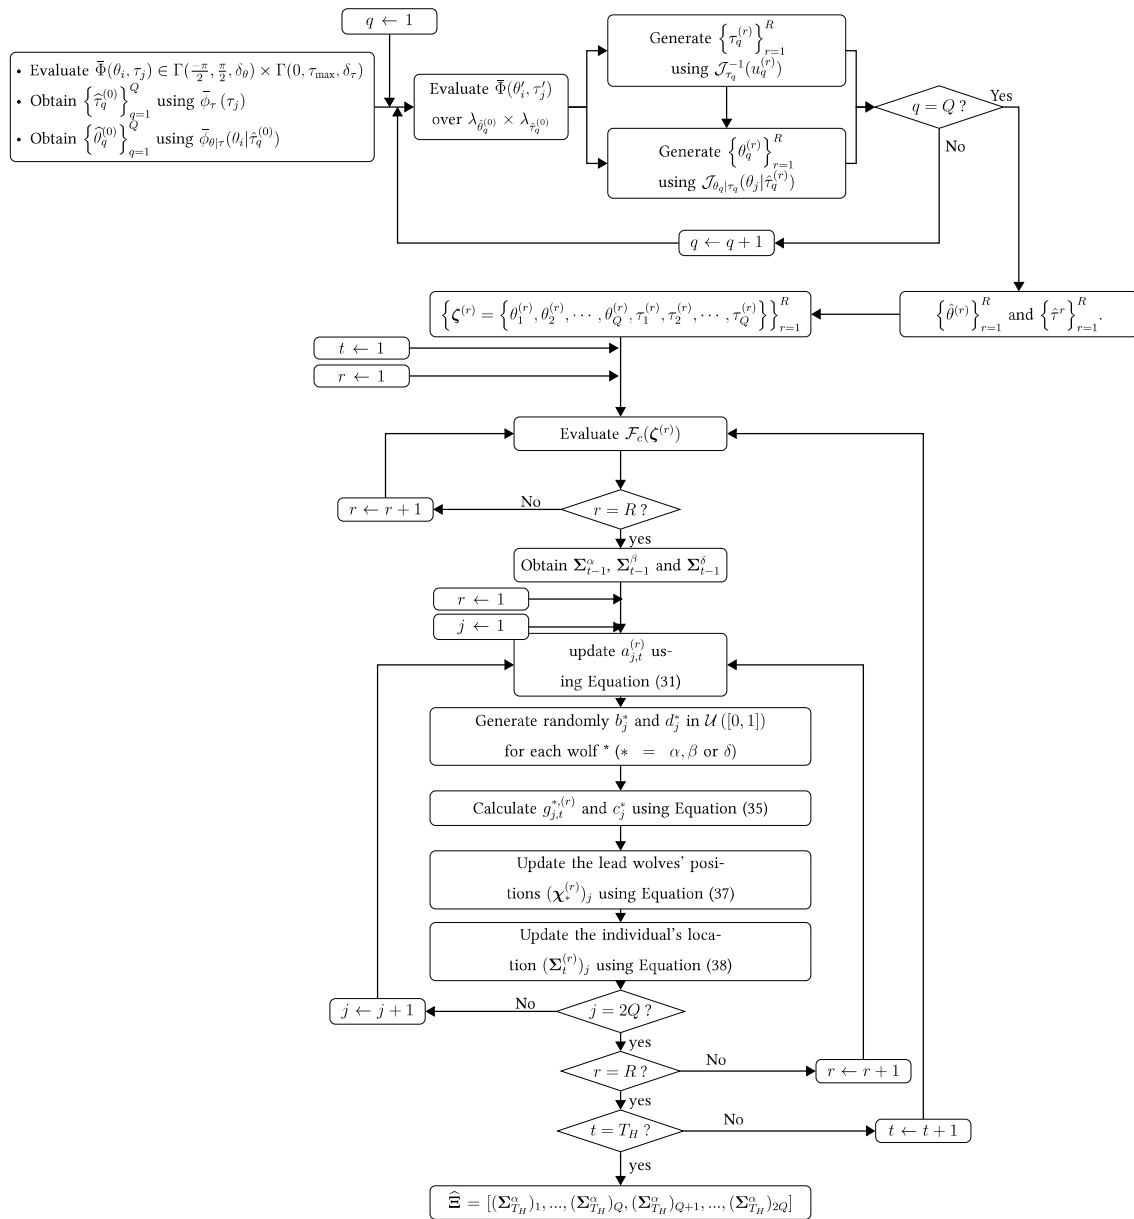 q ← 1
• Evaluate Φ̄(θ_i, τ_j) ∈ Γ(\frac{-π}{2}, \frac{π}{2}, δ_θ) × Γ(0, τ_max, δ_τ)
• Obtain {τ̂_q^{(0)}}_{q=1}^{Q} using φ̄_τ (τ_j)
• Obtain {θ̂_q^{(0)}}_{q=1}^{Q} using φ̄_{θ|τ}(θ_i|τ̂_q^{(0)})
Evaluate Φ̄(θ′_i, τ′_j)
over λ_{θ̂_q^{(0)}} × λ_{τ̂_q^{(0)}}
Generate {τ_q^{(r)}}_{r=1}^{R}
using 𝒥_{τ_q}^{-1}(u_q^{(r)})
Generate {θ_q^{(r)}}_{r=1}^{R}
using 𝒥_{θ_q|τ_q}(θ_j|τ̂_q^{(r)})
q = Q ?
Yes
No
q ← q + 1
{θ̂^{(r)}}_{r=1}^{R} and {τ̂^{r}}_{r=1}^{R}.
{ζ^{(r)} = {θ_1^{(r)}, θ_2^{(r)}, ⋯ , θ_Q^{(r)}, τ_1^{(r)}, τ_2^{(r)}, ⋯ , τ_Q^{(r)}}}_{r=1}^{R}
t ← 1
r ← 1
Evaluate ℱ_c(ζ^{(r)})
r = R ?
No
r ← r + 1
yes
Obtain Σ_{t−1}^{α}, Σ_{t−1}^{β} and Σ_{t−1}^{δ}
r ← 1
j ← 1
update a_{j,t}^{(r)} us-
ing Equation (31)
Generate randomly b_j^* and d_j^* in 𝒰 ([0, 1])
for each wolf * (∗ = α, β or δ)
Calculate g_{j,t}^{*,(r)} and c_j^* using Equation (35)
Update the lead wolves' posi-
tions (χ_*^{(r)})_j using Equation (37)
Update the individual's loca-
tion (Σ_t^{(r)})_j using Equation (38)
j = 2Q ?
No
j ← j + 1
yes
r = R ?
No
r ← r + 1
yes
t = T_H ?
No
t ← t + 1
yes
Ξ̂ = [(Σ_{T_H}^{α})_1, ..., (Σ_{T_H}^{α})_Q, (Σ_{T_H}^{α})_{Q+1}, ..., (Σ_{T_H}^{α})_{2Q}]